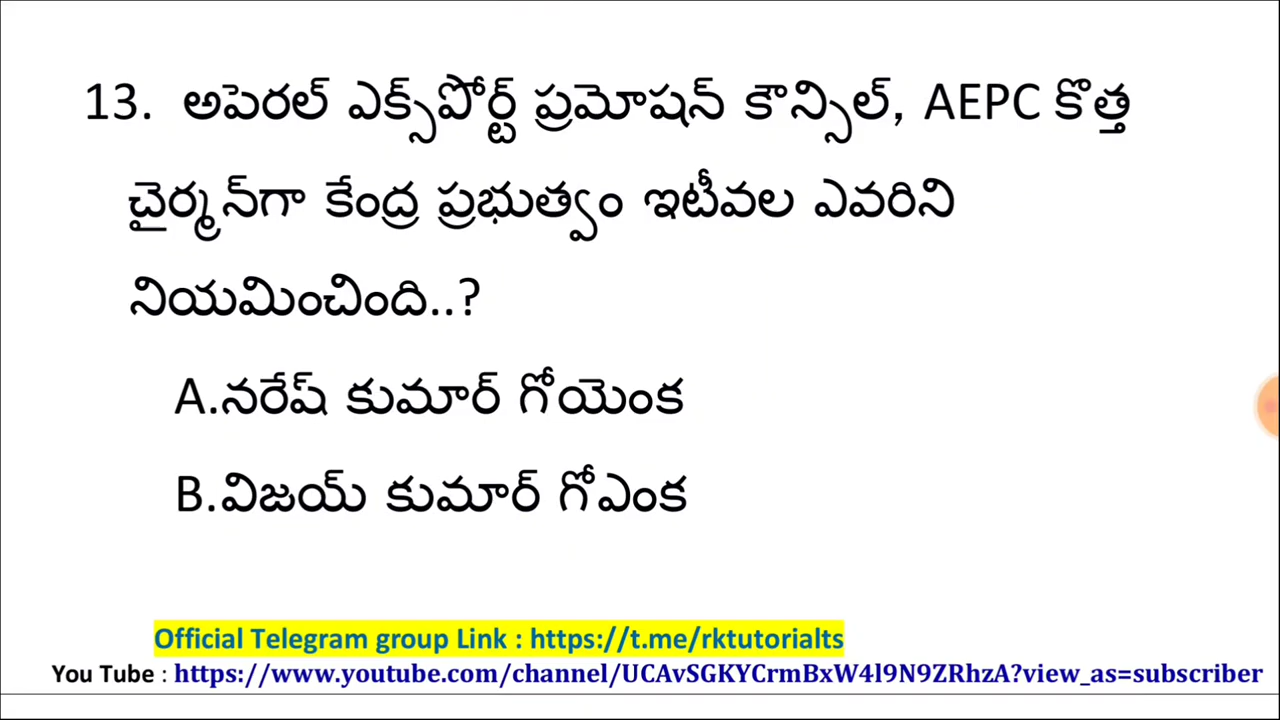 13. అపెరల్ ఎక్స్‌పోర్ట్ ప్రమోషన్ కౌన్సిల్, AEPC కొత్త
చైర్మన్‌గా కేంద్ర ప్రభుత్వం ఇటీవల ఎవరిని
నియమించింది..?
A.నరేష్ కుమార్ గోయెంక
B.విజయ్ కుమార్ గోఎంక
Official Telegram group Link : https://t.me/rktutorialts
You Tube : https://www.youtube.com/channel/UCAvSGKYCrmBxW4l9N9ZRhzA?view_as=subscriber